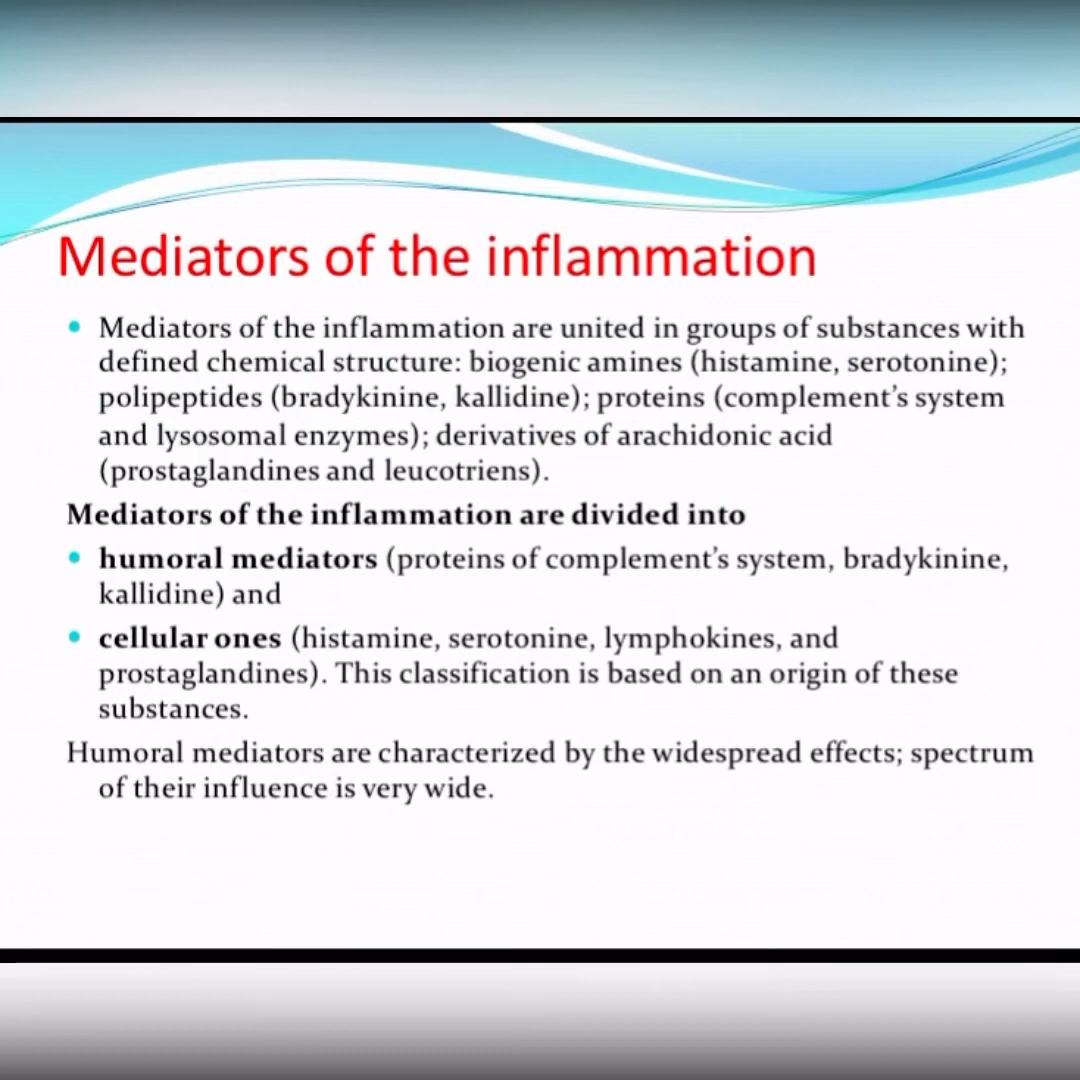 Mediators of the inflammation
• Mediators of the inflammation are united in groups of substances with
defined chemical structure: biogenic amines (histamine, serotonine);
polipeptides (bradykinine, kallidine); proteins (complement’s system
and lysosomal enzymes); derivatives of arachidonic acid
(prostaglandines and leucotriens).
Mediators of the inflammation are divided into
• humoral mediators (proteins of complement’s system, bradykinine,
kallidine) and
• cellular ones (histamine, serotonine, lymphokines, and
prostaglandines). This classification is based on an origin of these
substances.
Humoral mediators are characterized by the widespread effects; spectrum
of their influence is very wide.